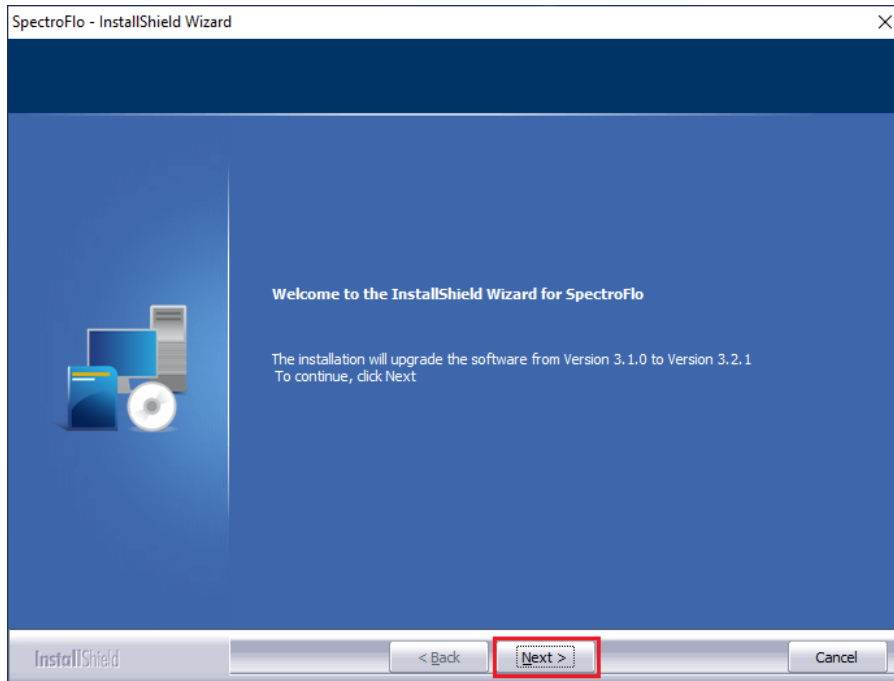 SpectroFlo - InstallShield Wizard
Welcome to the InstallShield Wizard for SpectroFlo
The installation will upgrade the software from Version 3.1.0 to Version 3.2.1
To continue, click Next
InstallShield
< Back
Next >
Cancel